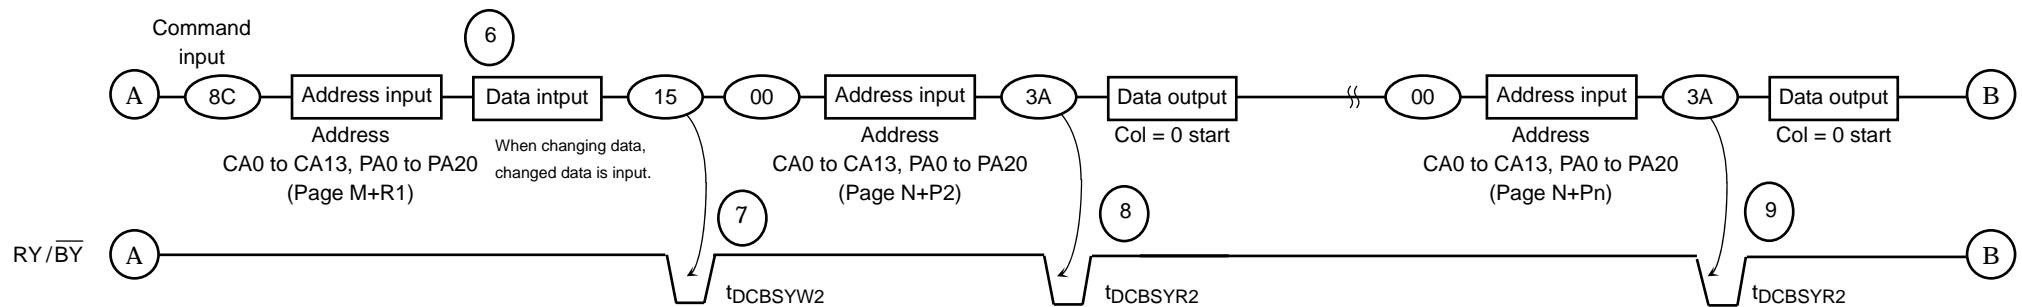 Command
input
6
A 8C Address input Data intput 15 00 Address input 3A Data output 00 Address input 3A Data output B
Address
CA0 to CA13, PA0 to PA20
(Page M+R1)
When changing data,
changed data is input.
Address
CA0 to CA13, PA0 to PA20
(Page N+P2)
Col = 0 start
Address
CA0 to CA13, PA0 to PA20
(Page N+Pn)
Col = 0 start
7
8
9
RY/BY A B
tDCBSYW2
tDCBSYR2
tDCBSYR2